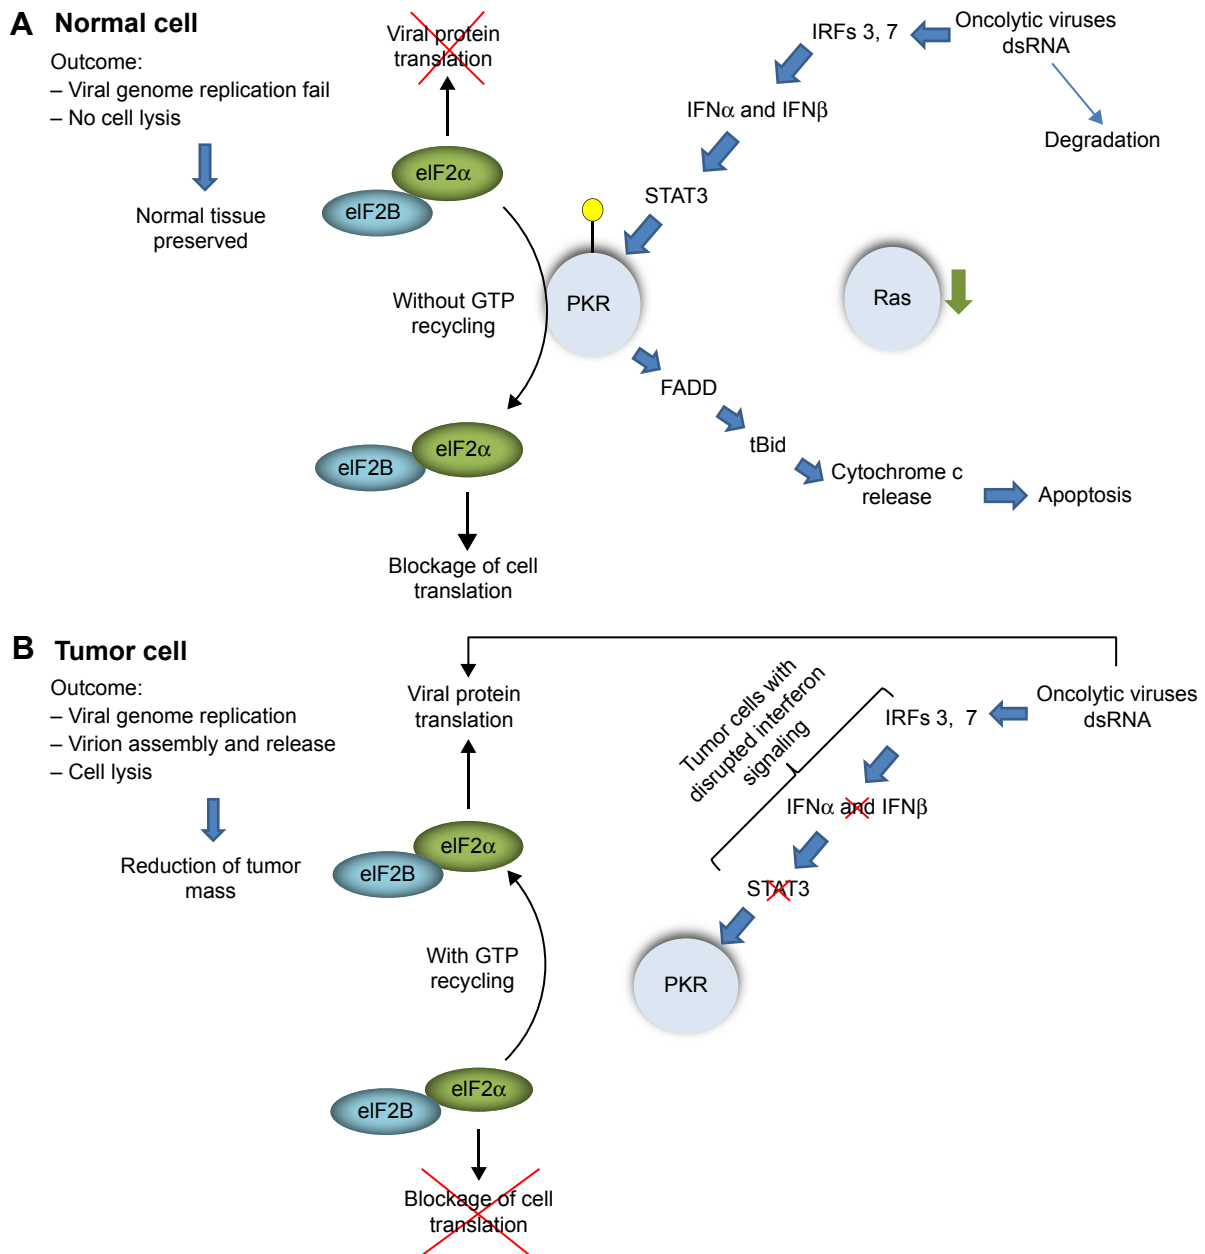 A Normal cell
Outcome:
– Viral genome replication fail
– No cell lysis
Normal tissue
preserved
Viral protein
translation
eIF2α
eIF2B
Without GTP
recycling
eIF2α
eIF2B
Blockage of cell
translation
Oncolytic viruses
dsRNA
Degradation
IRFs 3, 7
IFNα and IFNβ
STAT3
PKR
Ras
FADD
tBid
Cytochrome c
release
Apoptosis
B Tumor cell
Outcome:
– Viral genome replication
– Virion assembly and release
– Cell lysis
Reduction of tumor
mass
Viral protein
translation
eIF2α
eIF2B
With GTP
recycling
eIF2α
eIF2B
Blockage of cell
translation
Tumor cells with
disrupted interferon
signaling
Oncolytic viruses
dsRNA
IRFs 3, 7
IFNα and IFNβ
STAT3
PKR